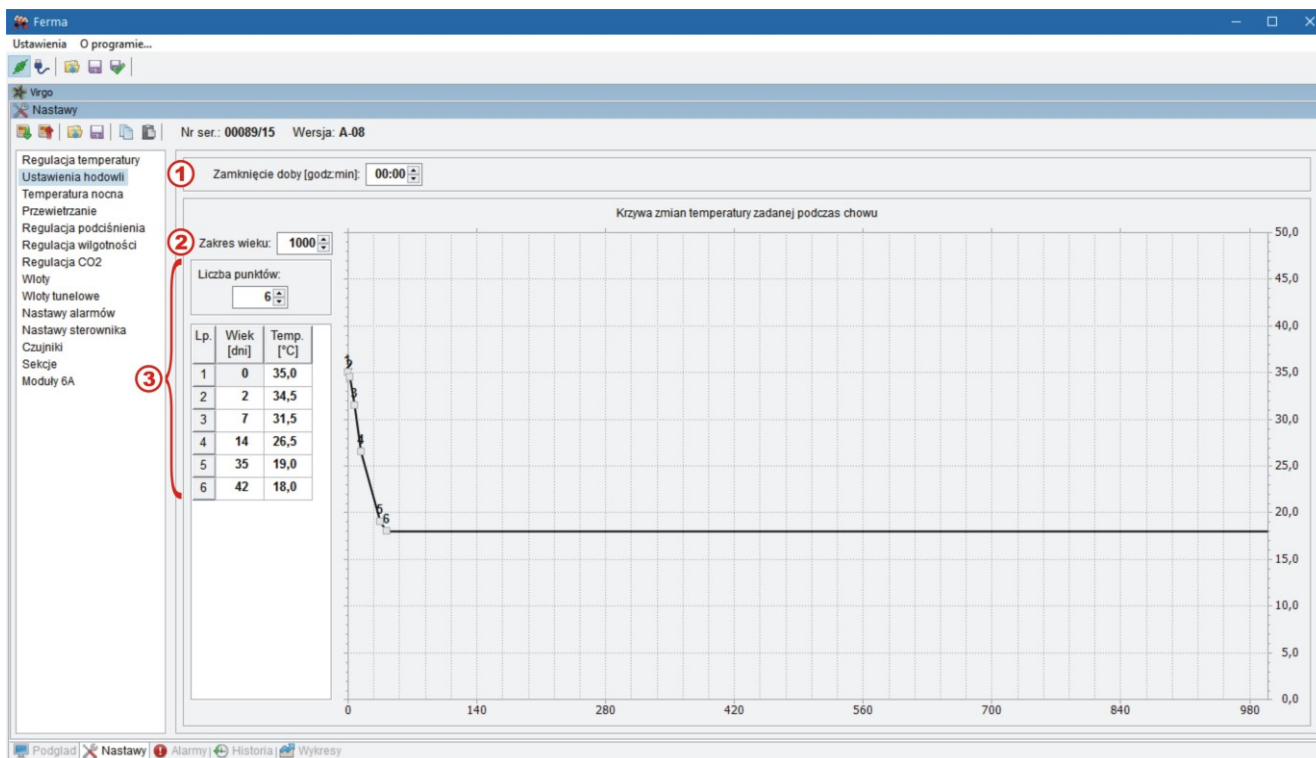 Ferma
Ustawienia O programie...
Virgo
Nastawy
Nr ser.: 00089/15 Wersja: A-08
Regulacja temperatury
Ustawienia hodowli
Temperatura nocna
Przewietrzanie
Regulacja podciśnienia
Regulacja wilgotności
Regulacja CO2
Wloty
Wloty tunelowe
Nastawy alarmów
Nastawy sterownika
Czujniki
Sekcje
Moduły 6A
1 Zamknięcie doby [godz:min]: 00:00
Krzywa zmian temperatury zadanej podczas chowu
2 Zakres wieku: 1000
3
Liczba punktów:
6
Lp. Wiek [dni] Temp. [°C]
1 0 35,0
2 2 34,5
3 7 31,5
4 14 26,5
5 35 19,0
6 42 18,0
1
2
3
4
5
6
50,0
45,0
40,0
35,0
30,0
25,0
20,0
15,0
10,0
5,0
0,0
0 140 280 420 560 700 840 980
Podgląd Nastawy Alarmy Historia Wykresy